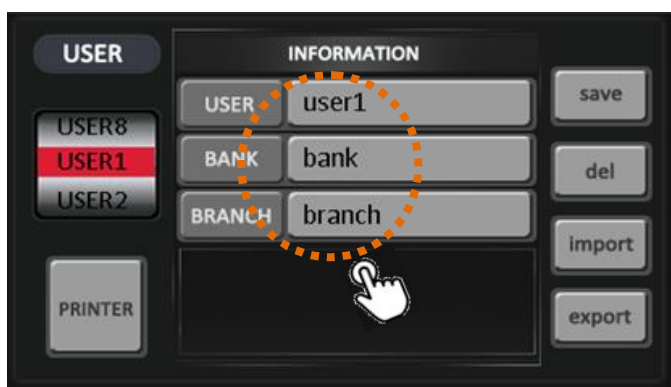 USER
INFORMATION
USER user1
BANK bank
BRANCH branch
USER8
USER1
USER2
PRINTER
save
del
import
export